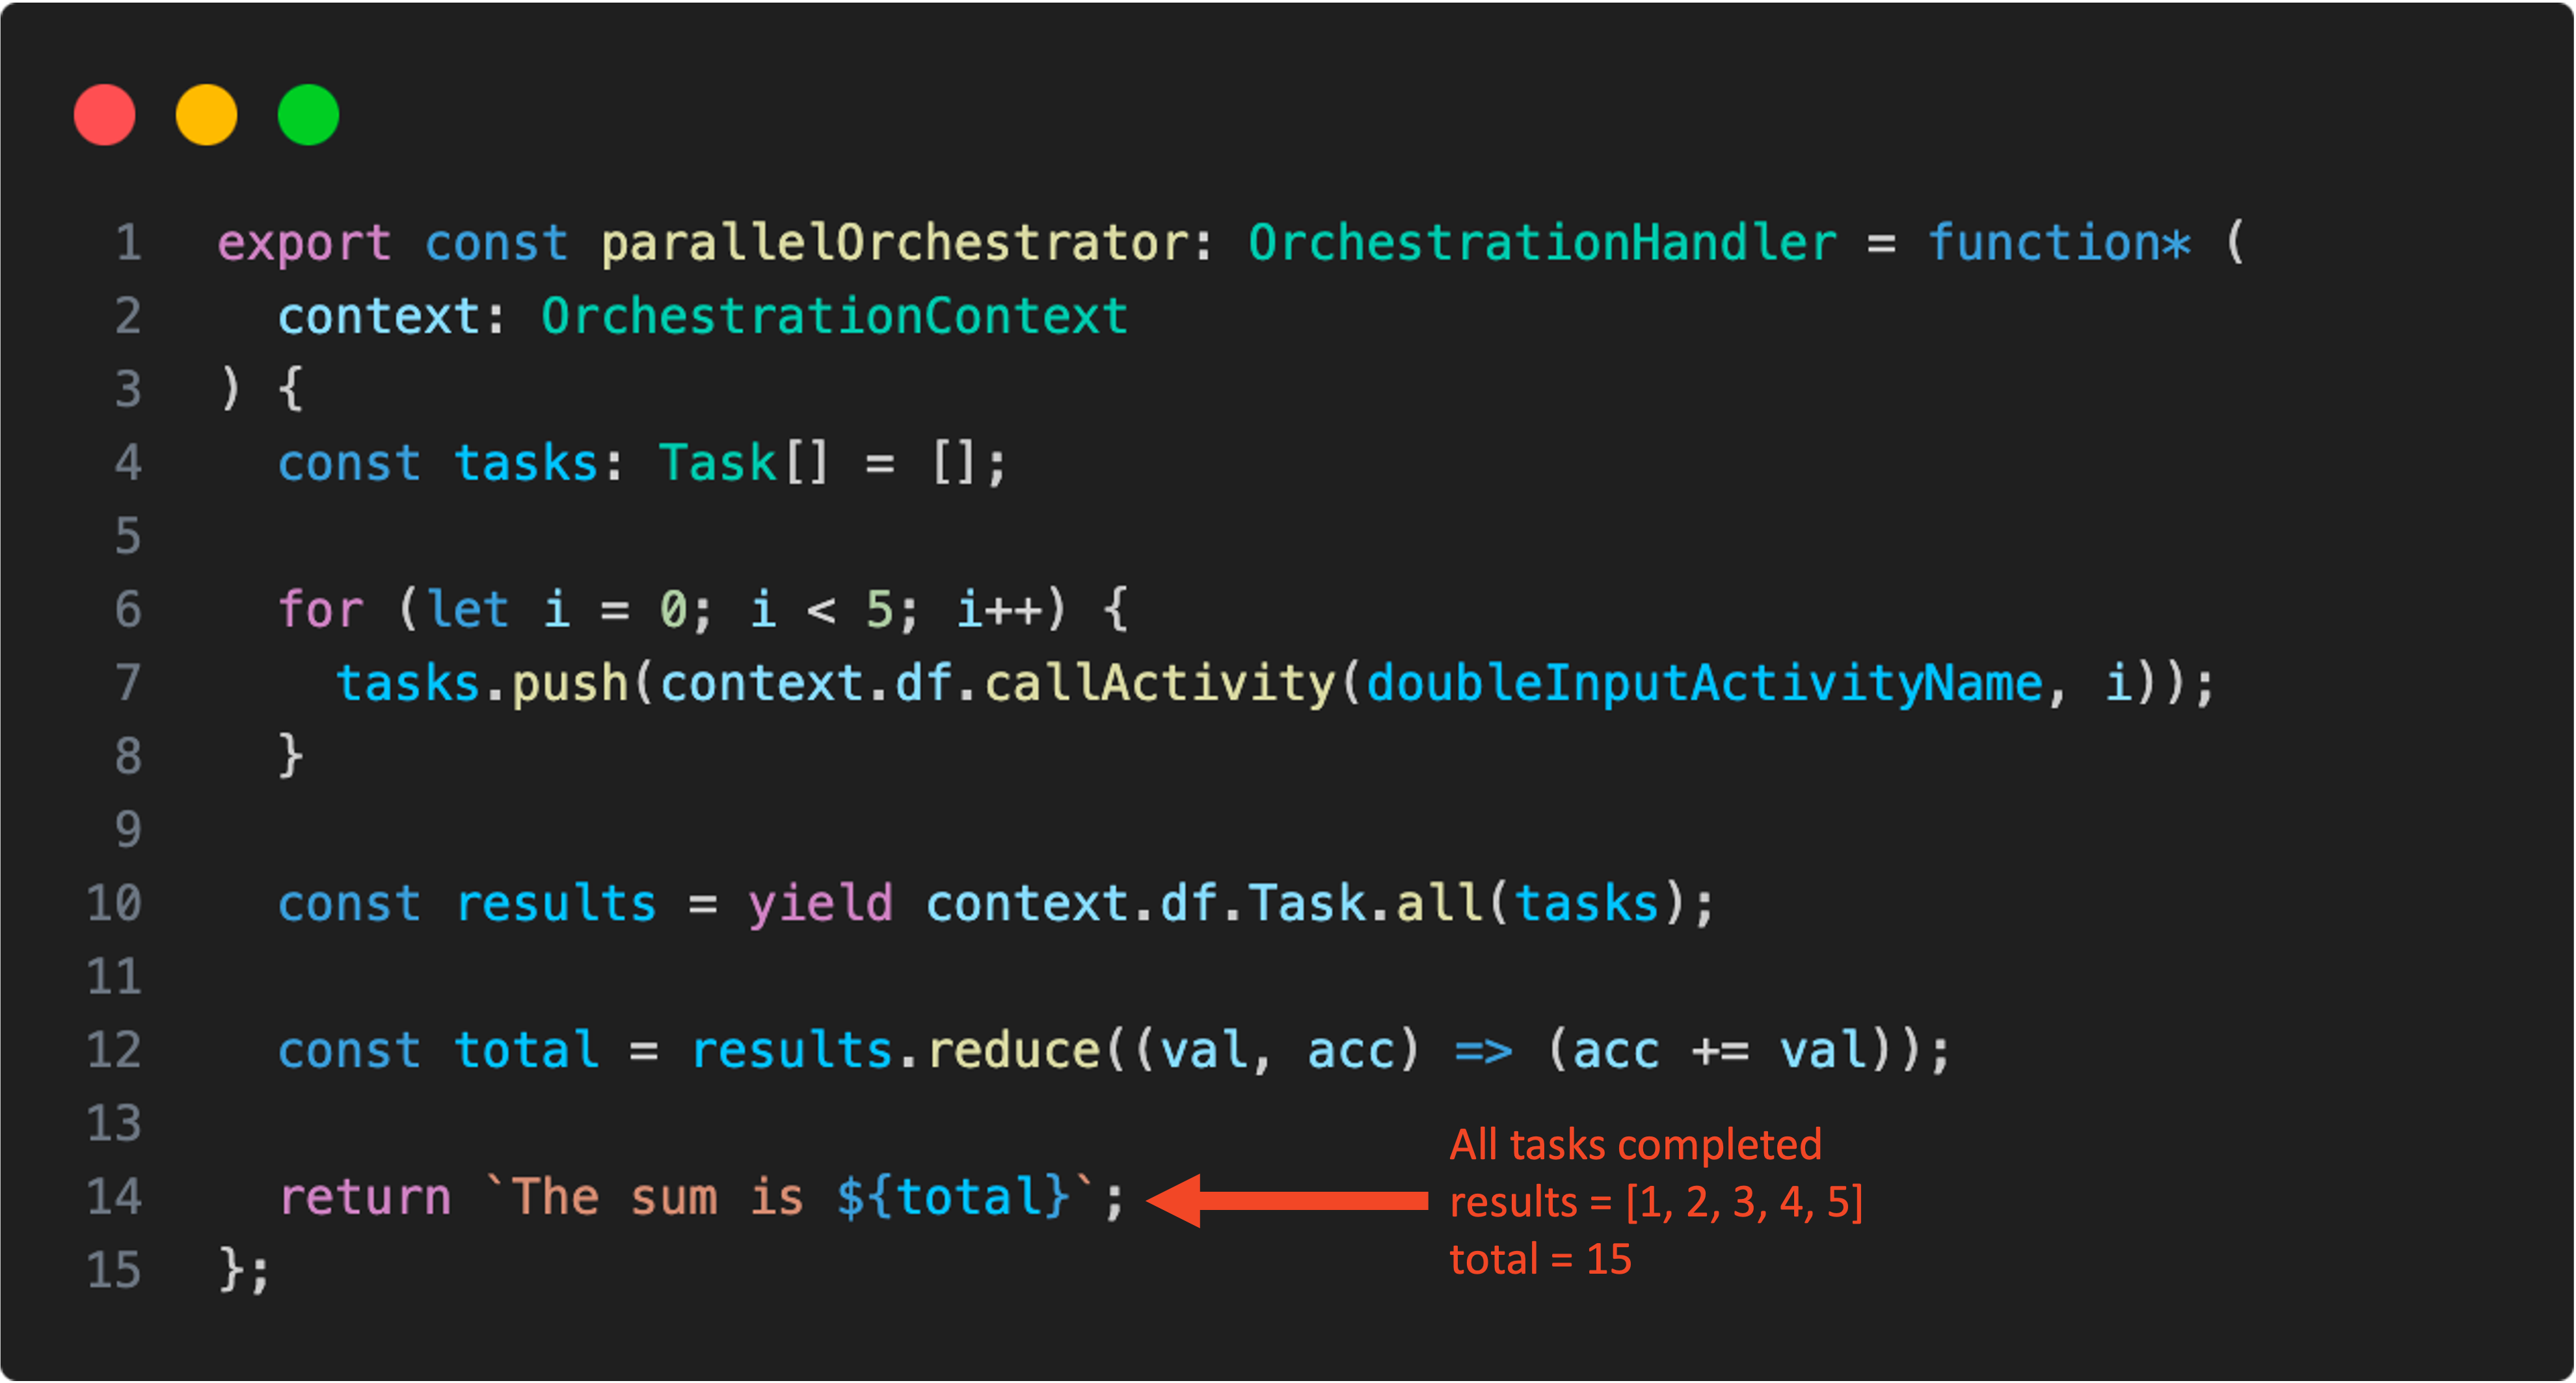 1 export const parallelOrchestrator: OrchestrationHandler = function* (
2 context: OrchestrationContext
3 ) {
4 const tasks: Task[] = [];
5
6 for (let i = 0; i < 5; i++) {
7 tasks.push(context.df.callActivity(doubleInputActivityName, i));
8 }
9
10 const results = yield context.df.Task.all(tasks);
11
12 const total = results.reduce((val, acc) => (acc += val));
13
14 return `The sum is ${total}`;
15 };
All tasks completed
results = [1, 2, 3, 4, 5]
total = 15